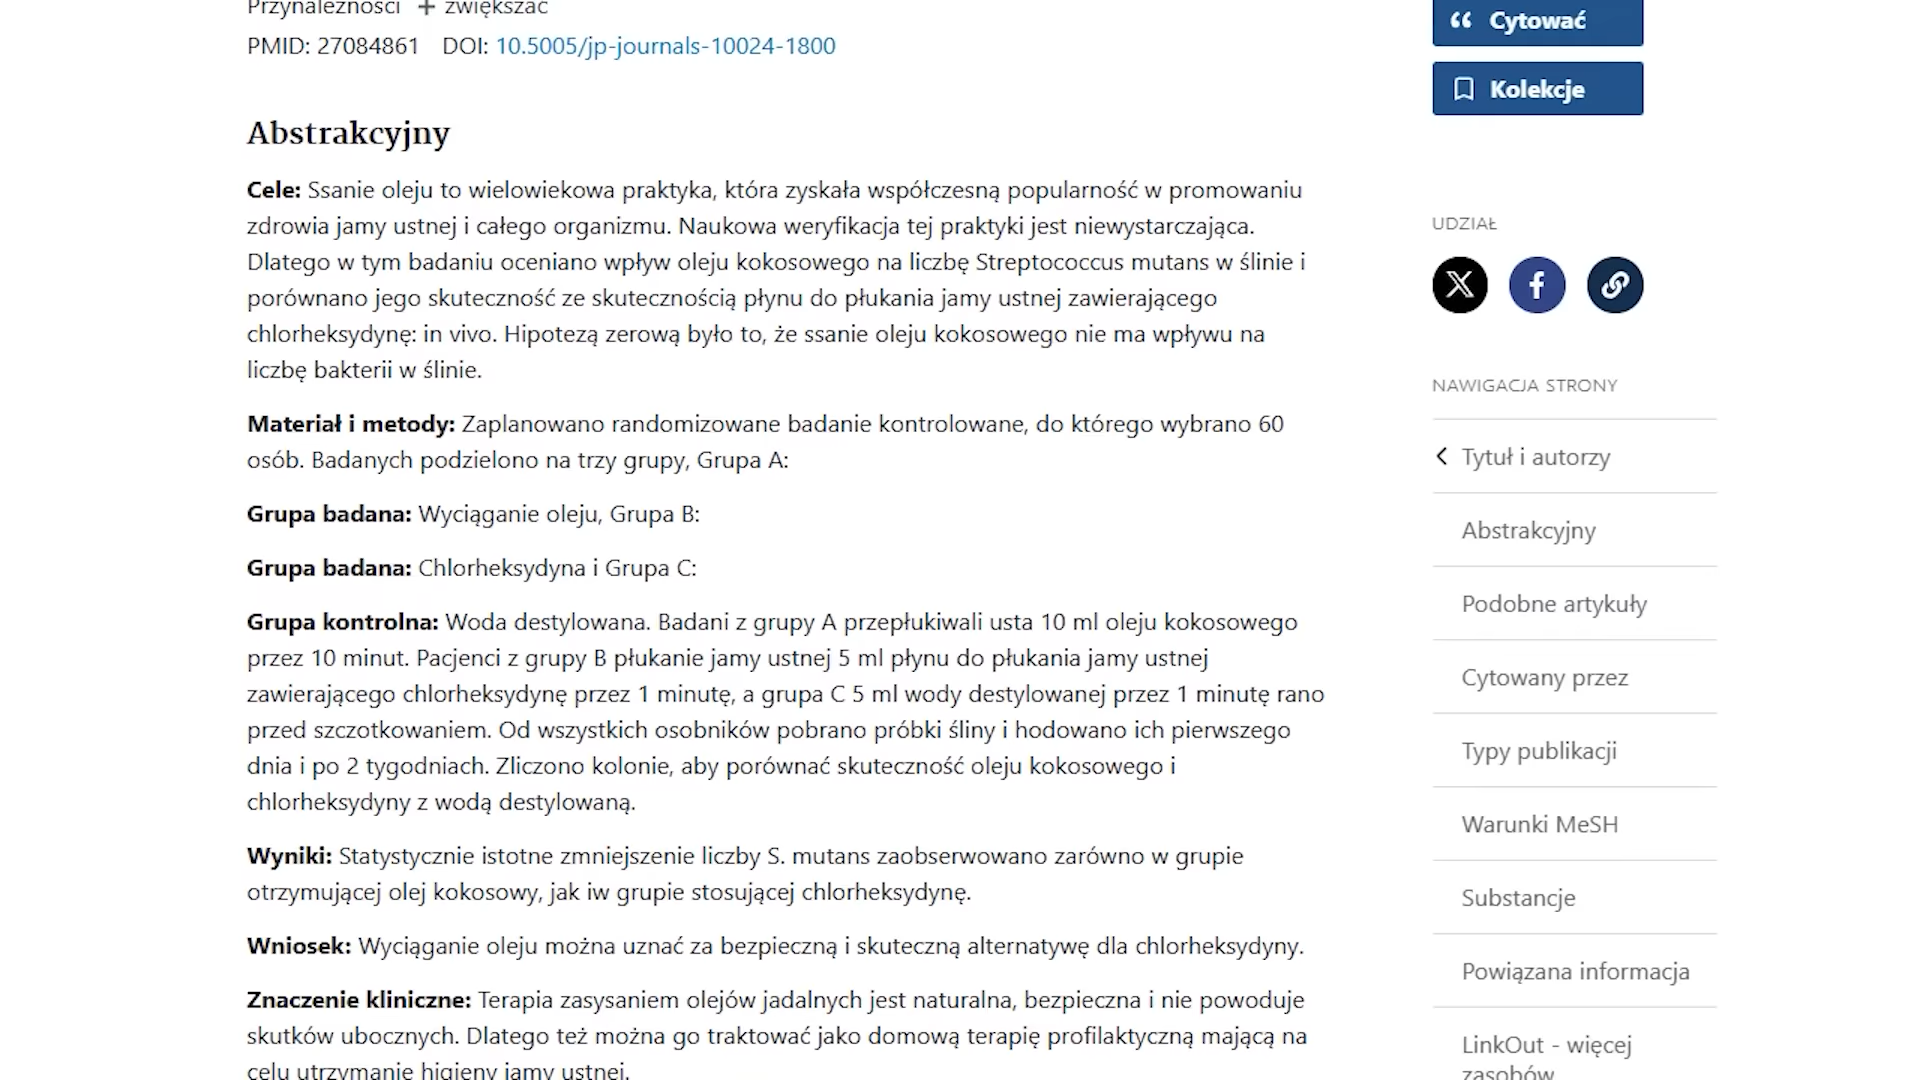 Przynależności + zwiększać
PMID: 27084861 DOI: 10.5005/jp-journals-10024-1800
Abstrakcyjny
Cele: Ssanie oleju to wielowiekowa praktyka, która zyskała współczesną popularność w promowaniu
zdrowia jamy ustnej i całego organizmu. Naukowa weryfikacja tej praktyki jest niewystarczająca.
Dlatego w tym badaniu oceniano wpływ oleju kokosowego na liczbę Streptococcus mutans w ślinie i
porównano jego skuteczność ze skutecznością płynu do płukania jamy ustnej zawierającego
chlorheksydynę: in vivo. Hipotezą zerową było to, że ssanie oleju kokosowego nie ma wpływu na
liczbę bakterii w ślinie.
Materiał i metody: Zaplanowano randomizowane badanie kontrolowane, do którego wybrano 60
osób. Badanych podzielono na trzy grupy, Grupa A:
Grupa badana: Wyciąganie oleju, Grupa B:
Grupa badana: Chlorheksydyna i Grupa C:
Grupa kontrolna: Woda destylowana. Badani z grupy A przepłukiwali usta 10 ml oleju kokosowego
przez 10 minut. Pacjenci z grupy B płukanie jamy ustnej 5 ml płynu do płukania jamy ustnej
zawierającego chlorheksydynę przez 1 minutę, a grupa C 5 ml wody destylowanej przez 1 minutę rano
przed szczotkowaniem. Od wszystkich osobników pobrano próbki śliny i hodowano ich pierwszego
dnia i po 2 tygodniach. Zliczono kolonie, aby porównać skuteczność oleju kokosowego i
chlorheksydyny z wodą destylowaną.
Wyniki: Statystycznie istotne zmniejszenie liczby S. mutans zaobserwowano zarówno w grupie
otrzymującej olej kokosowy, jak iw grupie stosującej chlorheksydynę.
Wniosek: Wyciąganie oleju można uznać za bezpieczną i skuteczną alternatywę dla chlorheksydyny.
Znaczenie kliniczne: Terapia zasysaniem olejów jadalnych jest naturalna, bezpieczna i nie powoduje
skutków ubocznych. Dlatego też można go traktować jako domową terapię profilaktyczną mającą na
celu utrzymanie higieny jamy ustnej.
Cytować
Kolekcje
UDZIAŁ
NAWIGACJA STRONY
Tytuł i autorzy
Abstrakcyjny
Podobne artykuły
Cytowany przez
Typy publikacji
Warunki MeSH
Substancje
Powiązana informacja
LinkOut - więcej
zasobów